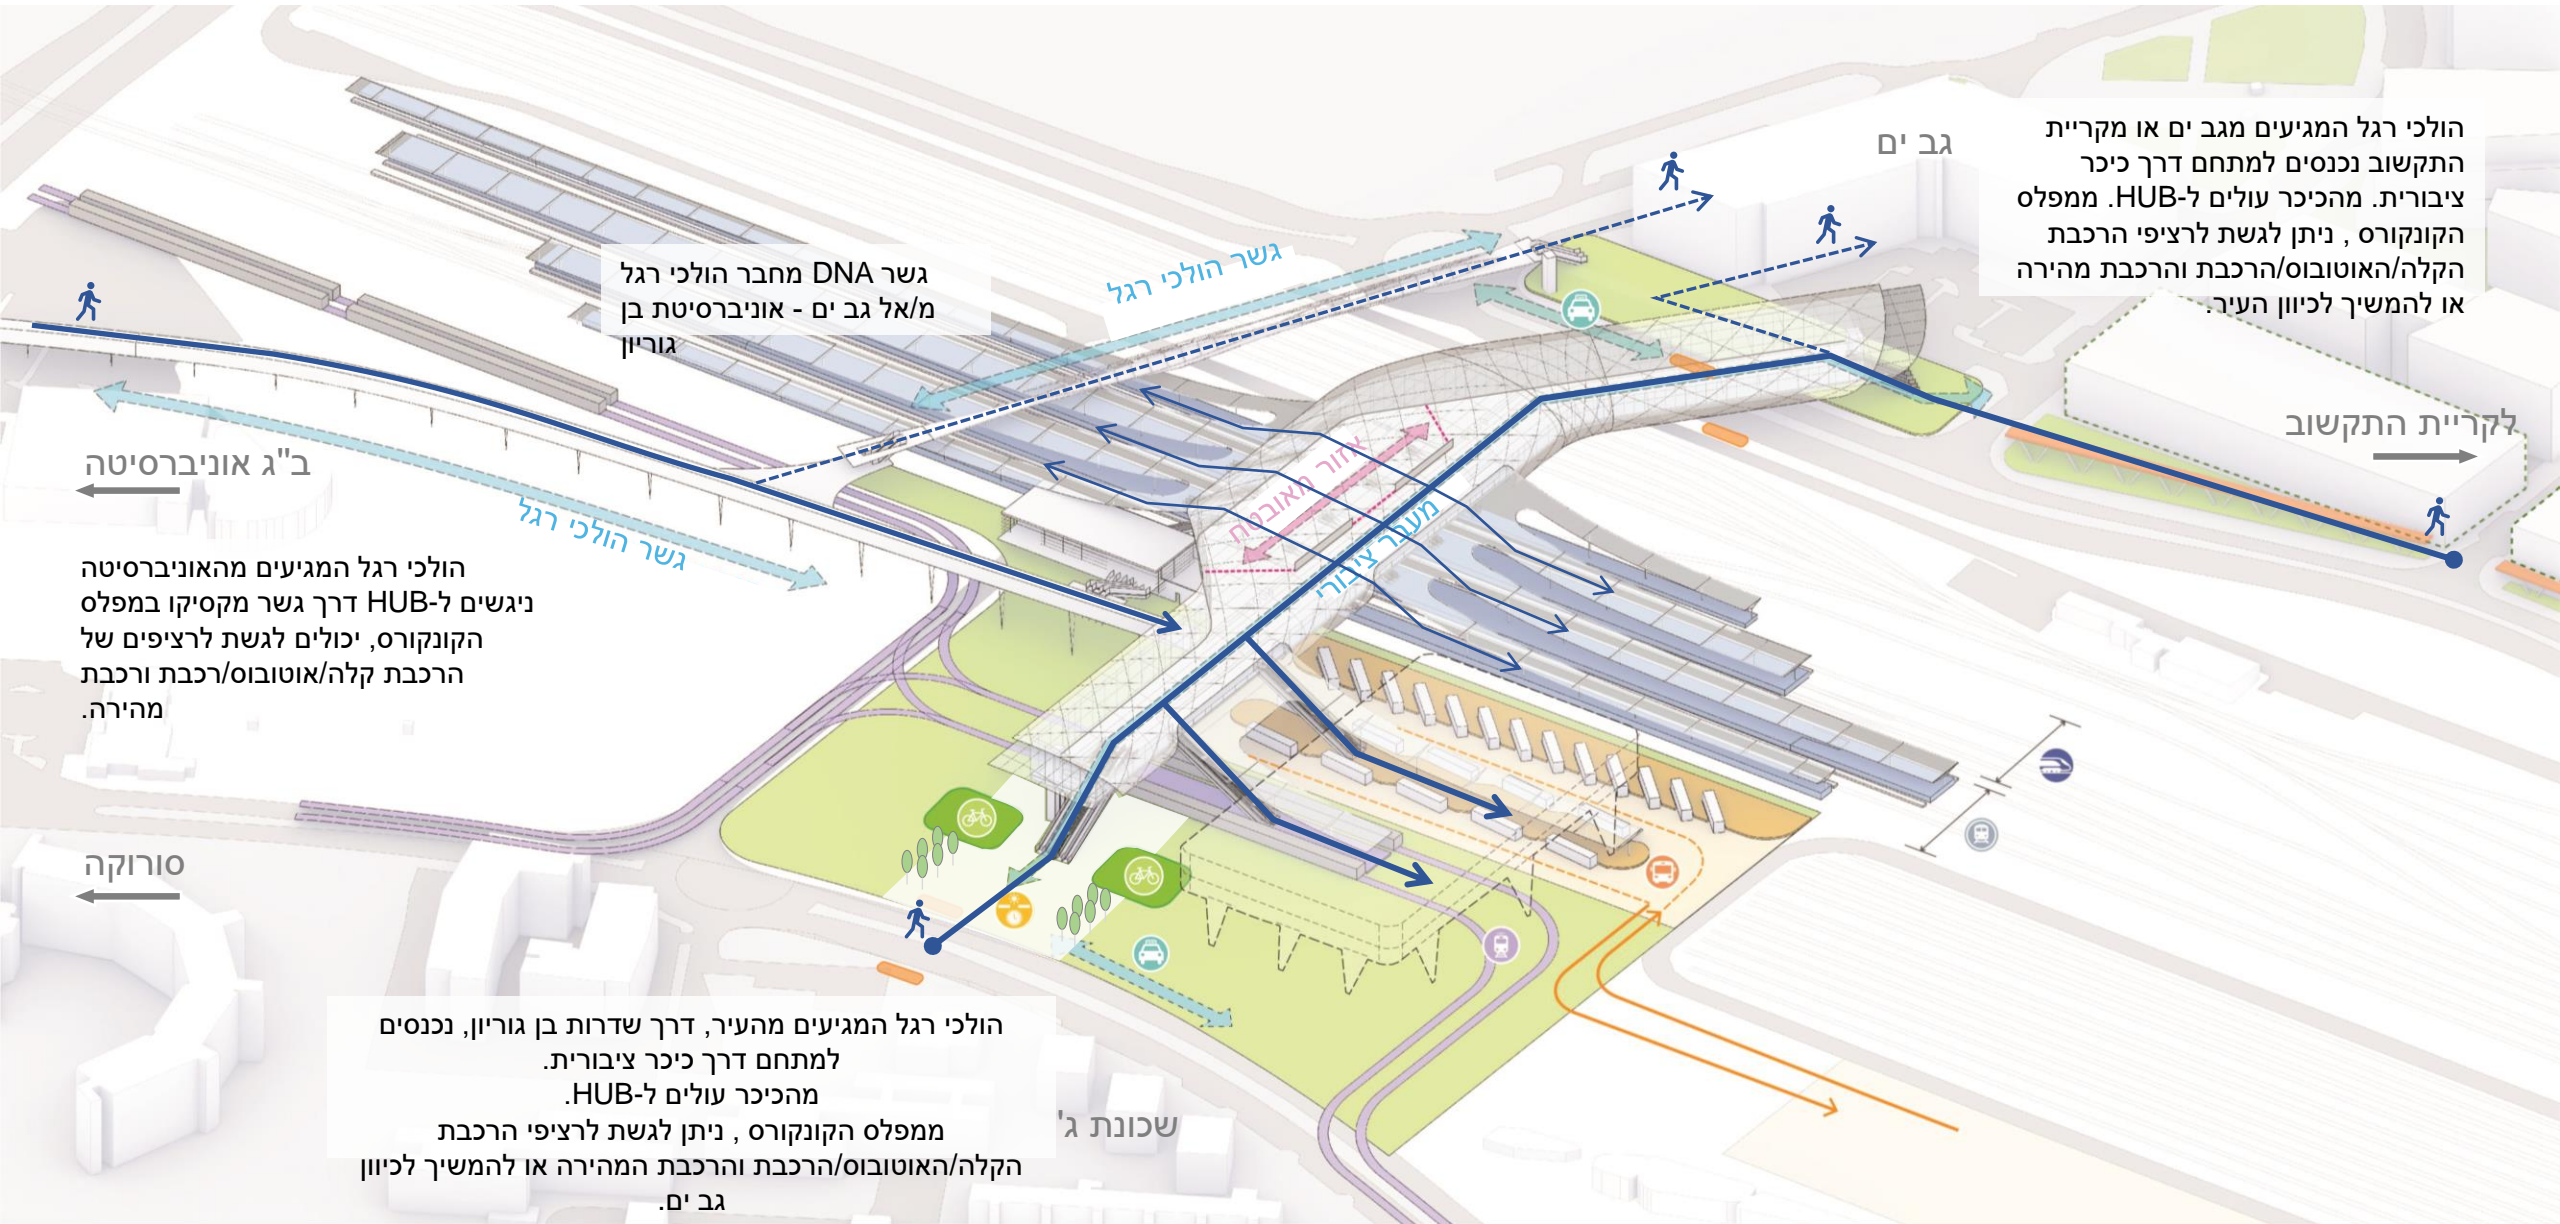 גב ים
הולכי רגל המגיעים מגב ים או מקריית
התקשוב נכנסים למתחם דרך כיכר
ציבורית. מהכיכר עולים ל-HUB. ממפלס
הקונקורס , ניתן לגשת לרציפי הרכבת
הקלה/האוטובוס/הרכבת והרכבת מהירה
או להמשיך לכיוון העיר.
גשר הולכי רגל
גשר DNA מחבר הולכי רגל
מ/אל גב ים - אוניברסיטת בן
גוריון
לקריית התקשוב
אזור מאובטח
מעבר ציבורי
ב"ג אוניברסיטה
גשר הולכי רגל
הולכי רגל המגיעים מהאוניברסיטה
ניגשים ל-HUB דרך גשר מקסיקו במפלס
הקונקורס, יכולים לגשת לרציפים של
הרכבת קלה/אוטובוס/רכבת ורכבת
מהירה.
סורוקה
הולכי רגל המגיעים מהעיר, דרך שדרות בן גוריון, נכנסים
למתחם דרך כיכר ציבורית.
מהכיכר עולים ל-HUB.
ממפלס הקונקורס , ניתן לגשת לרציפי הרכבת
הקלה/האוטובוס/הרכבת והרכבת המהירה או להמשיך לכיוון
גב ים.
שכונת ג'